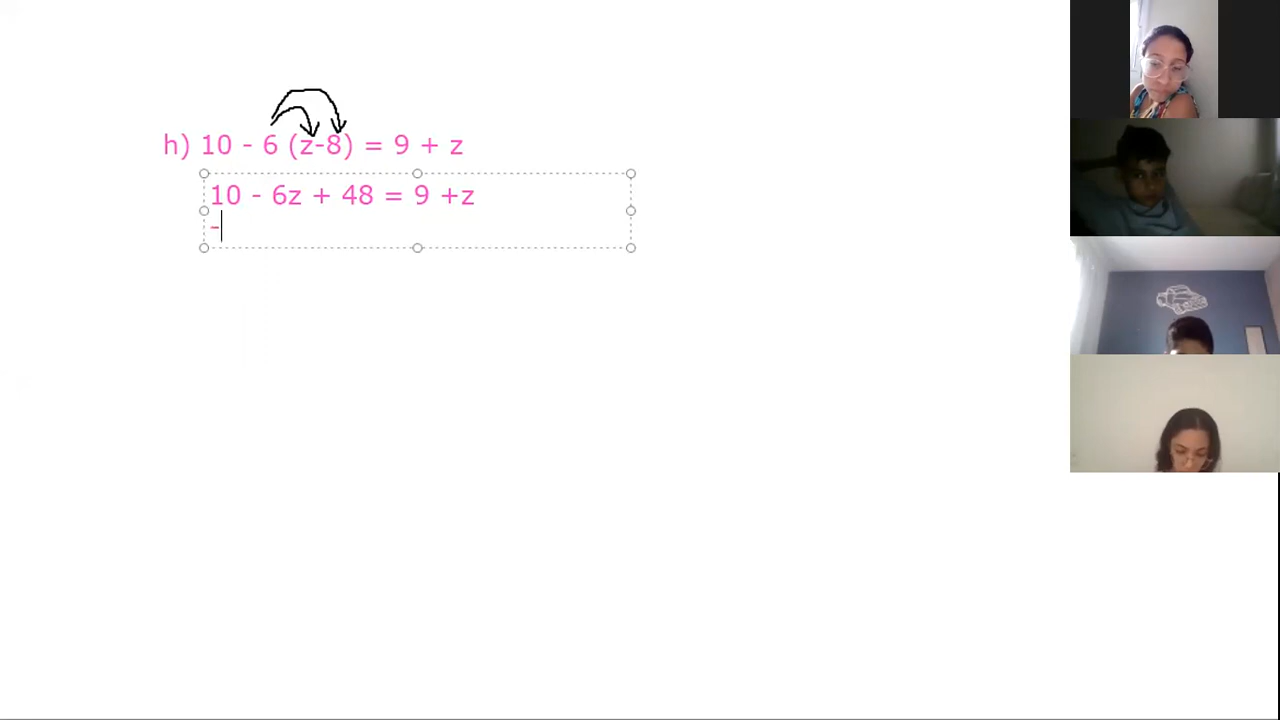 h) 10 - 6 (z-8) = 9 + z
10 - 6z + 48 = 9 +z
-